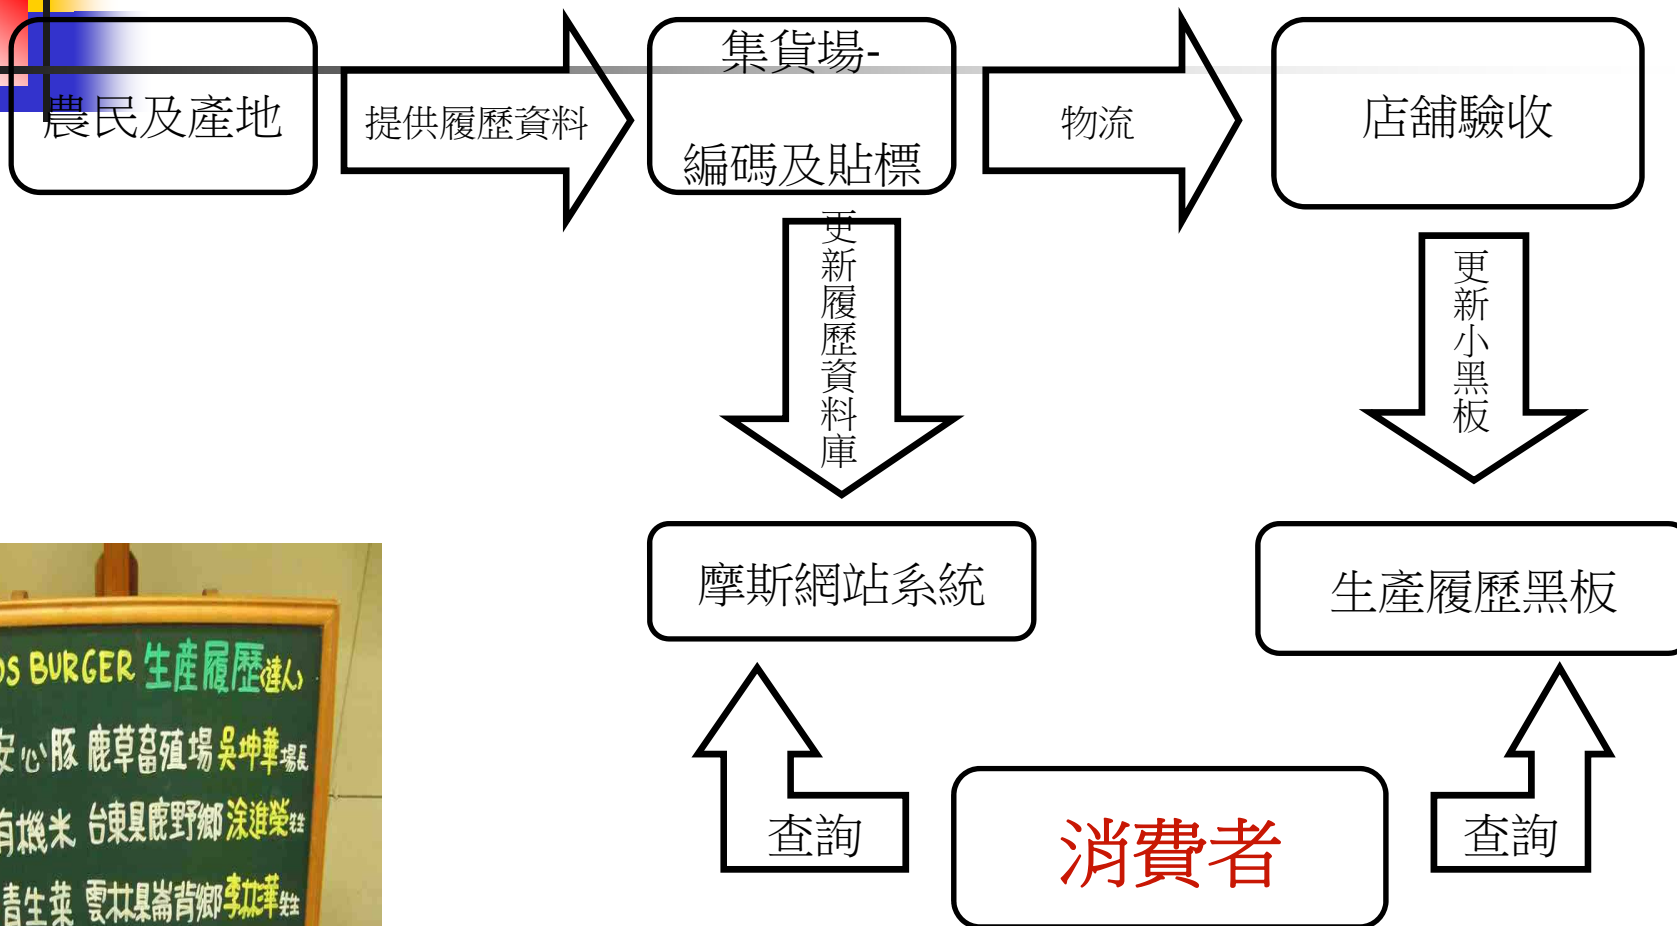 農民及產地
提供履歷資料
集貨場-
編碼及貼標
物流
店舖驗收
更新履歷資料庫
更新小黑板
摩斯網站系統
生產履歷黑板
查詢
消費者
查詢
OS BURGER 生產履歷(達人)
安心豚 鹿草畜殖場 吳坤華場長
有機米 台東縣鹿野鄉 涂進榮先生
青生菜 雲林縣崙背鄉 李林華先生